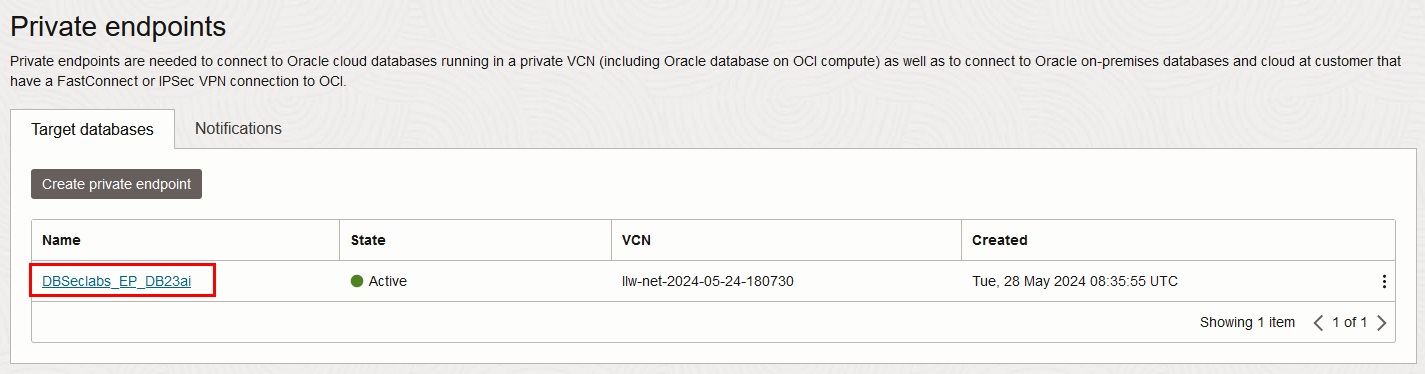 Private endpoints
Private endpoints are needed to connect to Oracle cloud databases running in a private VCN (including Oracle database on OCI compute) as well as to connect to Oracle on-premises databases and cloud at customer that
have a FastConnect or IPSec VPN connection to OCI.
Target databases Notifications
Create private endpoint
Name State VCN Created
DBSeclabs_EP_DB23ai Active llw-net-2024-05-24-180730 Tue, 28 May 2024 08:35:55 UTC
Showing 1 item 1 of 1